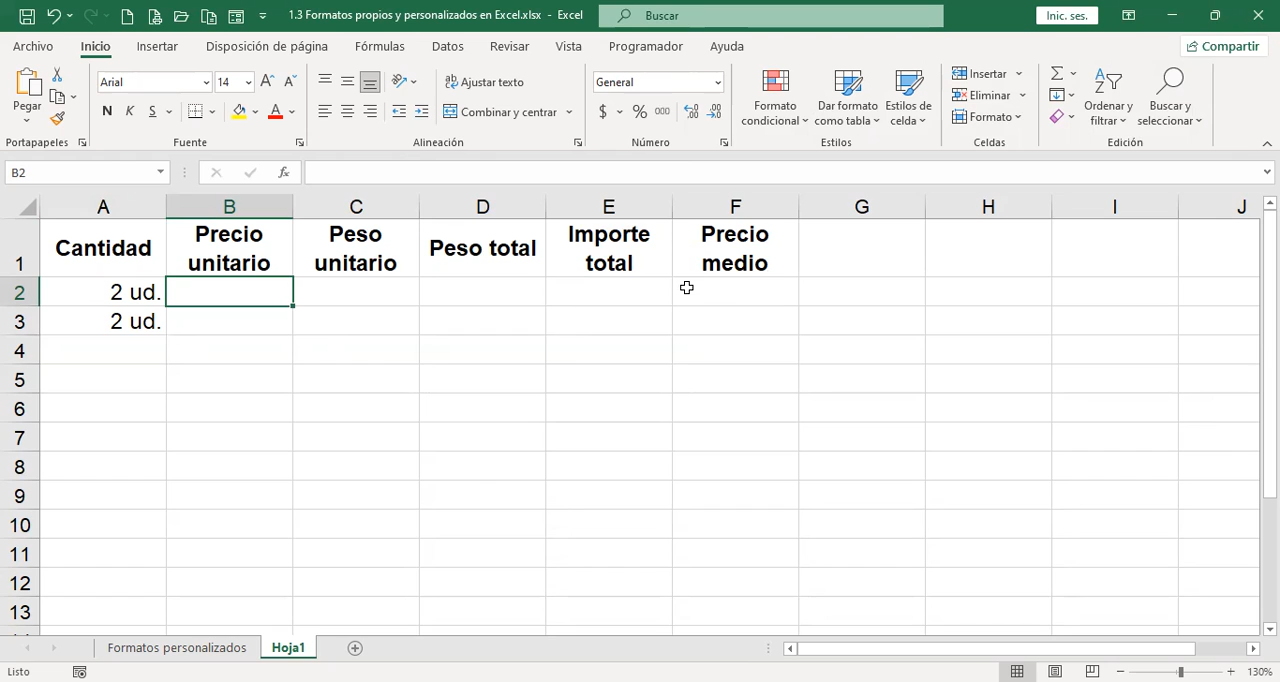 1.3 Formatos propios y personalizados en Excel.xlsx - Excel
Buscar
Inic. ses.
Archivo Inicio Insertar Disposición de página Fórmulas Datos Revisar Vista Programador Ayuda
Compartir
Pegar
Portapapeles
Arial 14
N K S
Fuente
Ajustar texto
Combinar y centrar
Alineación
General
$ % 000
Número
Formato condicional
Dar formato como tabla
Estilos de celda
Estilos
Insertar
Eliminar
Formato
Celdas
Ordenar y filtrar
Buscar y seleccionar
Edición
B2
fx
A B C D E F G H I J
1 Cantidad Precio unitario Peso unitario Peso total Importe total Precio medio
2 2 ud.
3 2 ud.
4
5
6
7
8
9
10
11
12
13
Formatos personalizados Hoja1
Listo
130%